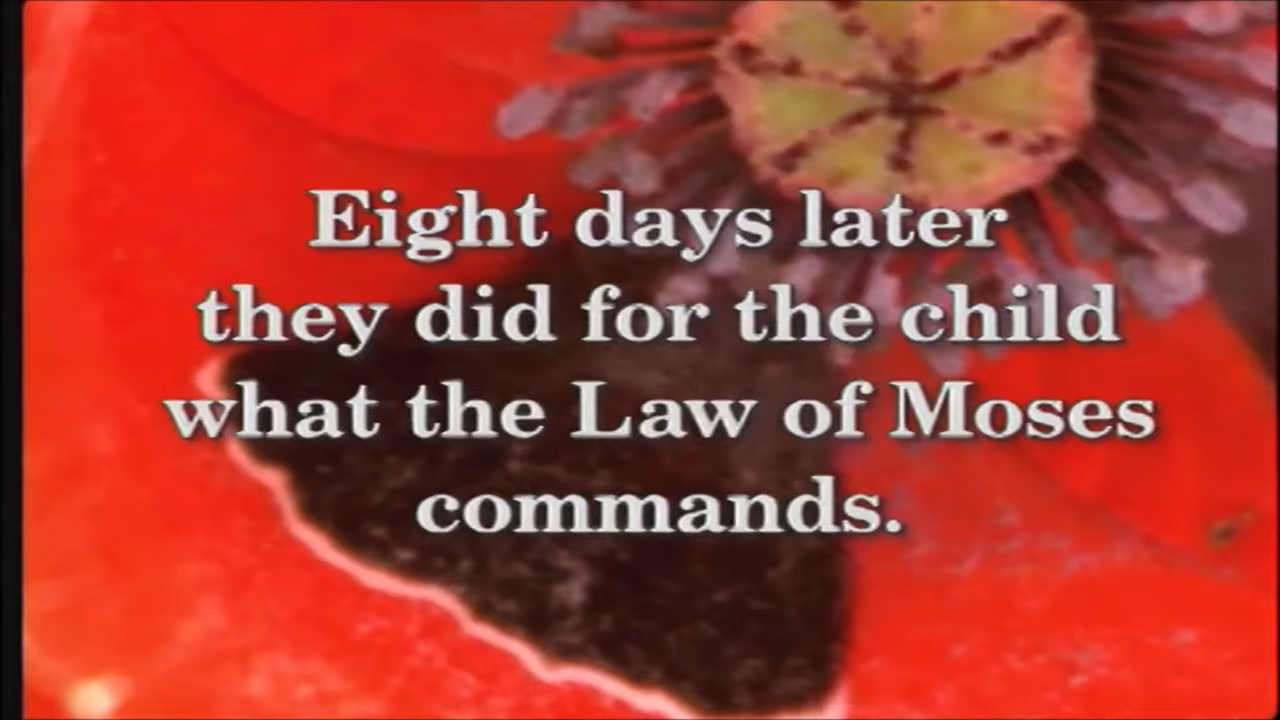 Eight days later
they did for the child
what the Law of Moses
commands.